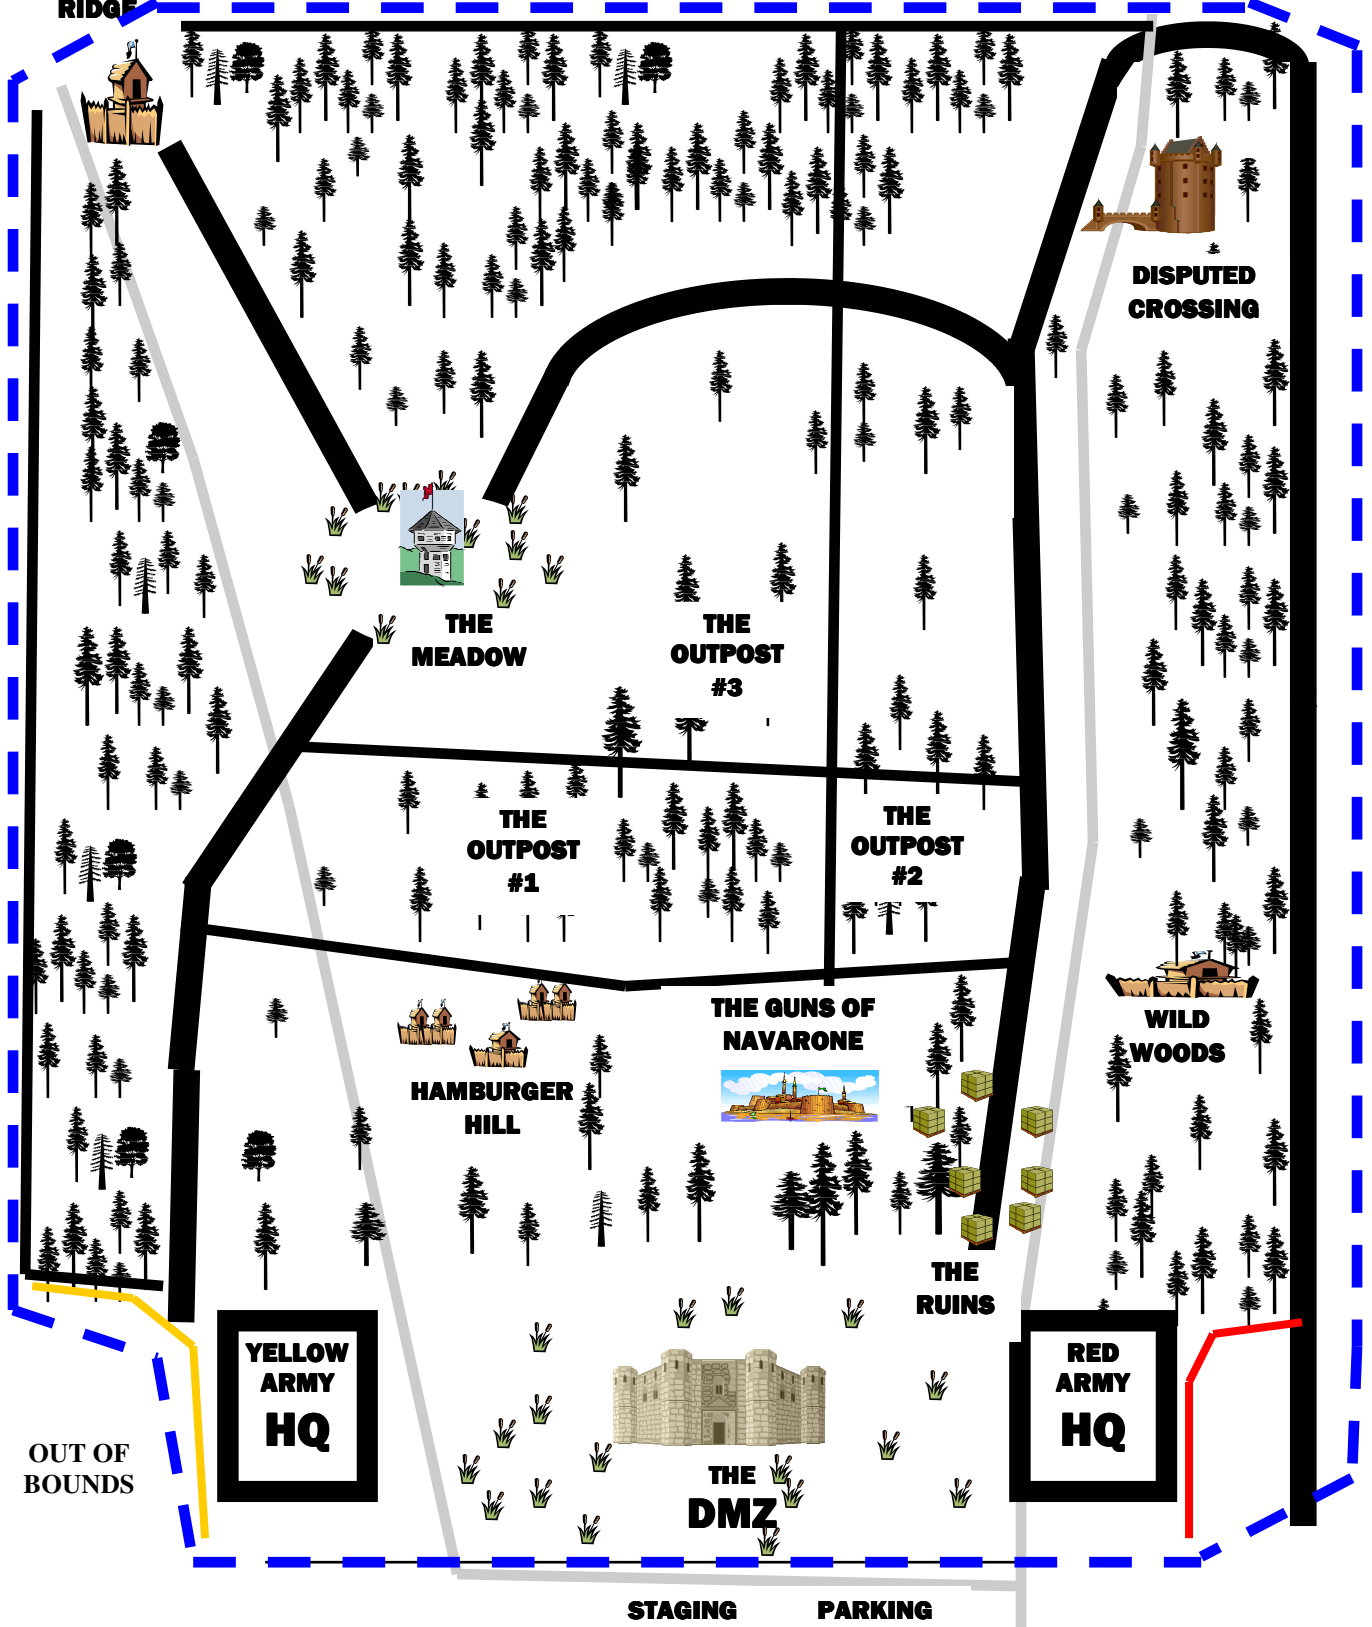 RIDGE
DISPUTED
CROSSING
THE
MEADOW
THE
OUTPOST
#3
THE
OUTPOST
#1
THE
OUTPOST
#2
THE GUNS OF
NAVARONE
WILD
WOODS
HAMBURGER
HILL
THE
RUINS
YELLOW
ARMY
HQ
RED
ARMY
HQ
OUT OF
BOUNDS
THE
DMZ
STAGING PARKING